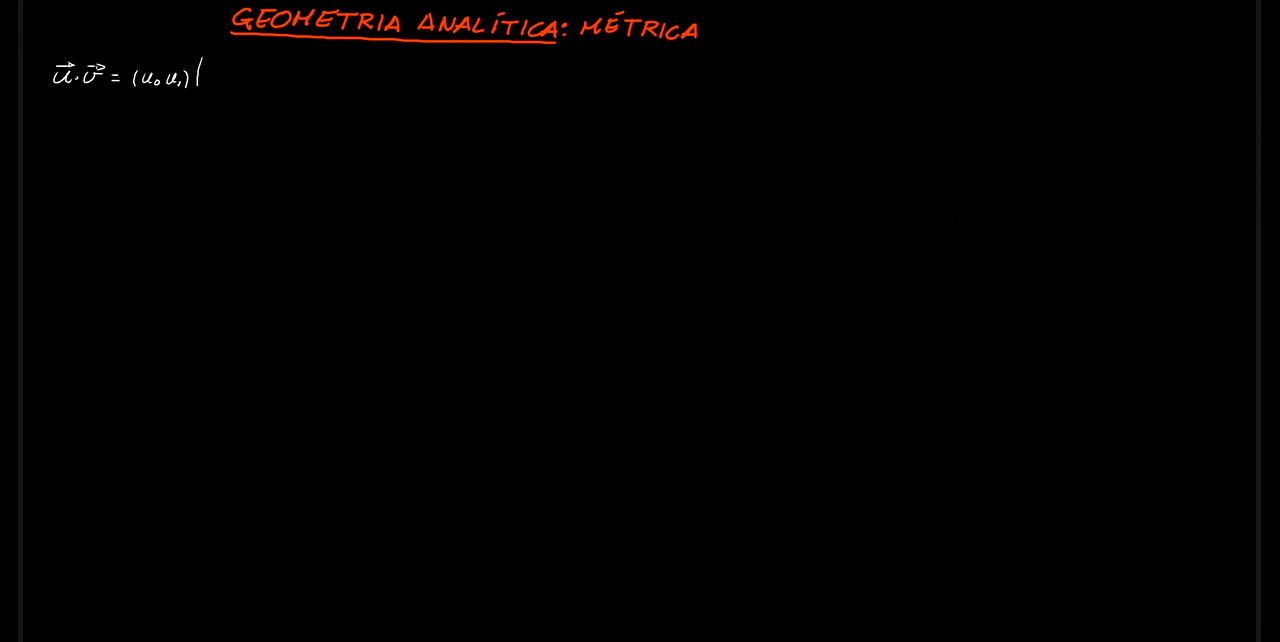 GEOMETRIA ANALÍTICA: MÉTRICA
u⃗·v⃗ = (u₀ u₁)(